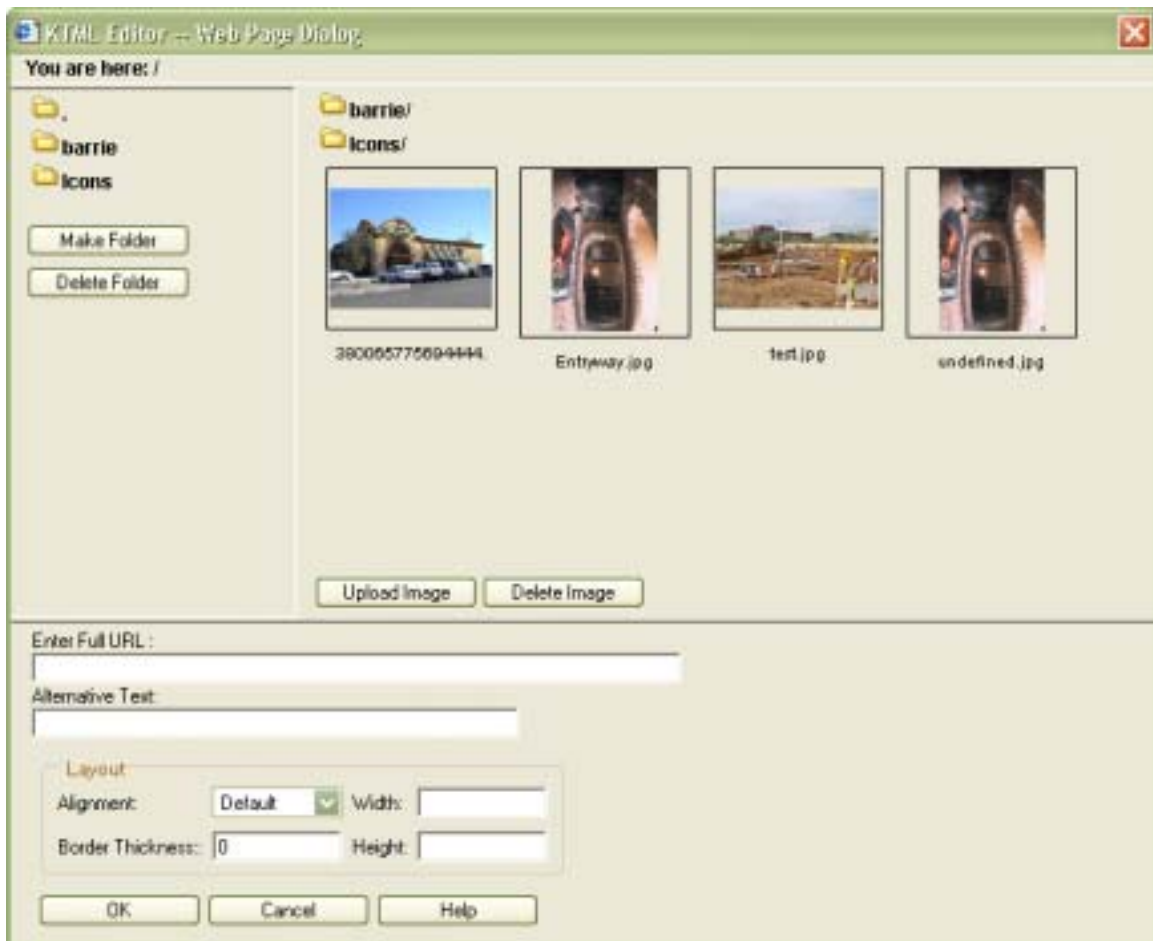 KTML Editor -- Web Page Dialog
You are here: /
.
barrie
Icons
Make Folder
Delete Folder
barrie/
Icons/
Entryway.jpg
test.jpg
undefined.jpg
Upload Image
Delete Image
Enter Full URL :
Alternative Text:
Layout
Alignment: Default Width:
Border Thickness: 0 Height:
OK Cancel Help